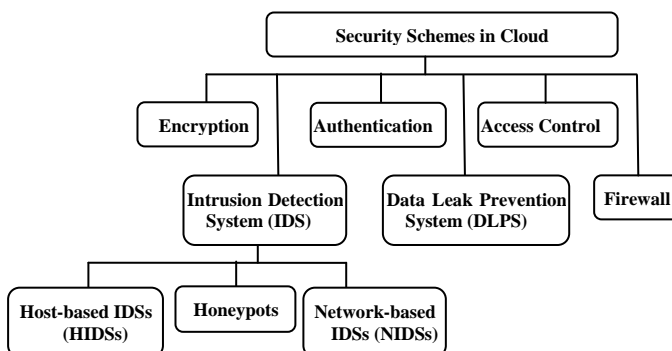 Security Schemes in Cloud
Encryption
Authentication
Access Control
Intrusion Detection
System (IDS)
Data Leak Prevention
System (DLPS)
Firewall
Host-based IDSs
(HIDSs)
Honeypots
Network-based
IDSs (NIDSs)